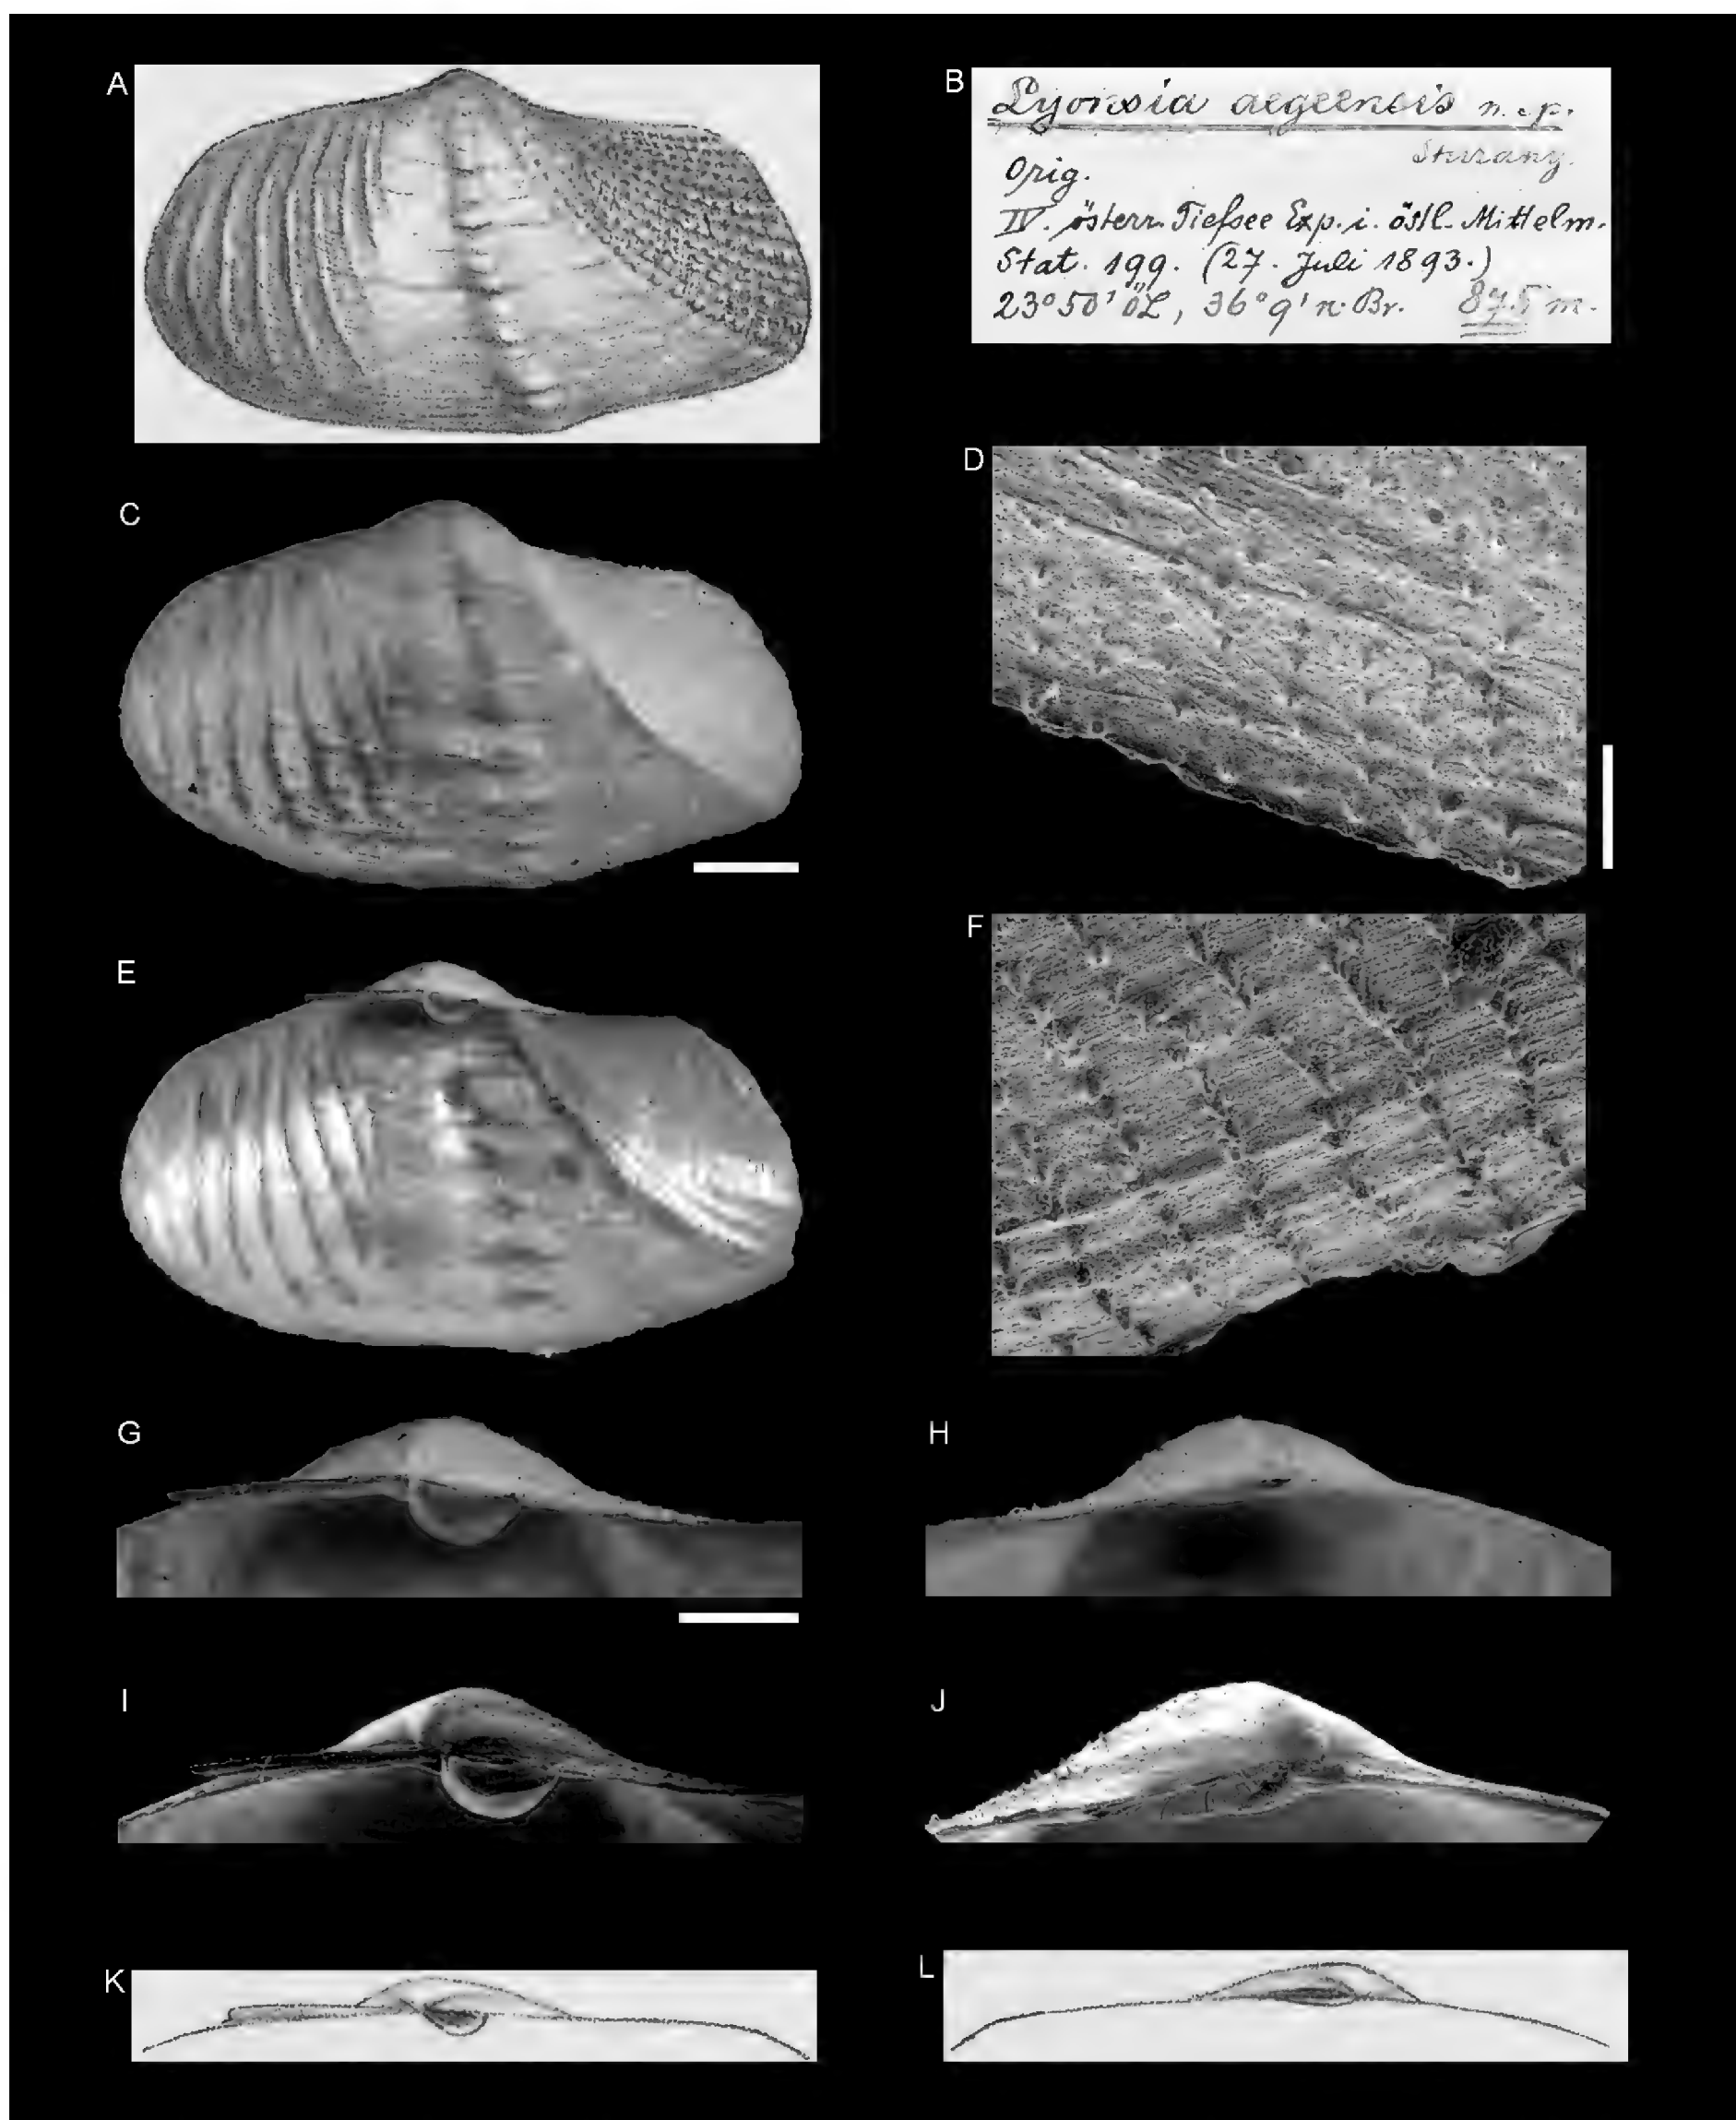 A
B
Lyonsia aegeensis n. sp.
Sturany.
Orig.
IV. österr. Tiefsee Exp. i. östl. Mittelm.
Stat. 199. (27. Juli 1893.)
23° 50' ÖL, 36° 9' n. Br. 875 m.
C
D
E
F
G
H
I
J
K
L